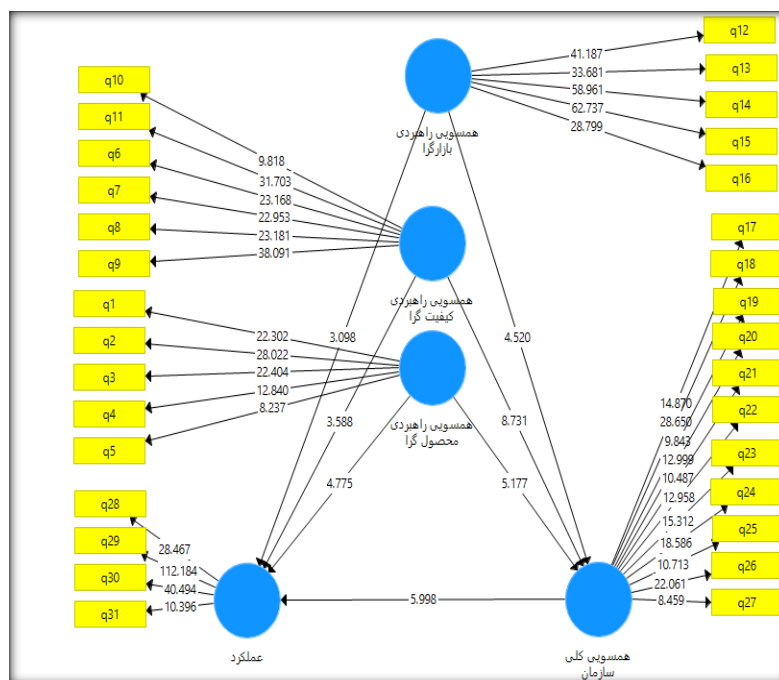 q12
41.187
q13
33.681
q14
58.961
q15
62.737
q16
28.799
همسویی راهبردی
بازارگرا
q10
q11
q6
q7
q8
q9
9.818
31.703
23.168
22.953
23.181
38.091
همسویی راهبردی
کیفیت گرا
q1
q2
q3
q4
q5
22.302
28.022
22.404
12.840
8.237
همسویی راهبردی
محصول گرا
3.098
4.520
3.588
8.731
4.775
5.177
q17
q18
q19
q20
q21
q22
q23
q24
q25
q26
q27
14.870
28.650
9.843
12.999
10.487
12.958
15.312
18.586
10.713
22.061
8.459
q28
q29
q30
q31
28.467
112.184
40.494
10.396
5.998
عملکرد
همسویی کلی
سازمان